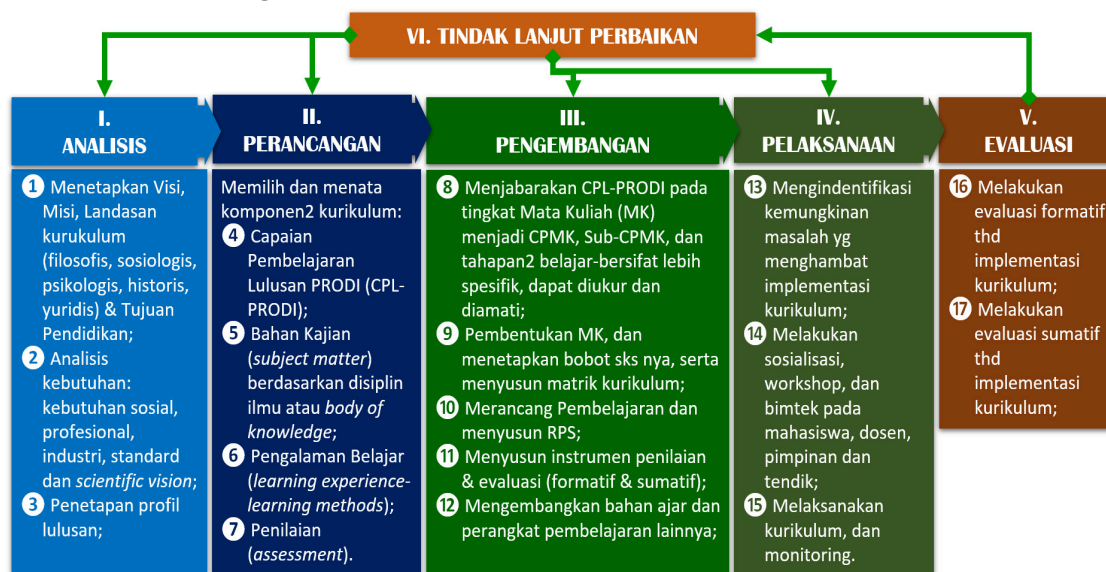 VI. TINDAK LANJUT PERBAIKAN
I.
ANALISIS
1 Menetapkan Visi,
Misi, Landasan
kurukulum
(filosofis, sosiologis,
psikologis, historis,
yuridis) & Tujuan
Pendidikan;
2 Analisis
kebutuhan:
kebutuhan sosial,
profesional,
industri, standard
dan scientific vision;
3 Penetapan profil
lulusan;
II.
PERANCANGAN
Memilih dan menata
komponen2 kurikulum:
4 Capaian
Pembelajaran
Lulusan PRODI (CPL-
PRODI);
5 Bahan Kajian
(subject matter)
berdasarkan disiplin
ilmu atau body of
knowledge;
6 Pengalaman Belajar
(learning experience-
learning methods);
7 Penilaian
(assessment).
III.
PENGEMBANGAN
8 Menjabarakan CPL-PRODI pada
tingkat Mata Kuliah (MK)
menjadi CPMK, Sub-CPMK, dan
tahapan2 belajar-bersifat lebih
spesifik, dapat diukur dan
diamati;
9 Pembentukan MK, dan
menetapkan bobot sks nya, serta
menyusun matrik kurikulum;
10 Merancang Pembelajaran dan
menyusun RPS;
11 Menyusun instrumen penilaian
& evaluasi (formatif & sumatif);
12 Mengembangkan bahan ajar dan
perangkat pembelajaran lainnya;
IV.
PELAKSANAAN
13 Mengindentifikasi
kemungkinan
masalah yg
menghambat
implementasi
kurikulum;
14 Melakukan
sosialisasi,
workshop, dan
bimtek pada
mahasiswa, dosen,
pimpinan dan
tendik;
15 Melaksanakan
kurikulum, dan
monitoring.
V.
EVALUASI
16 Melakukan
evaluasi formatif
thd
implementasi
kurikulum;
17 Melakukan
evaluasi sumatif
thd
implementasi
kurikulum;